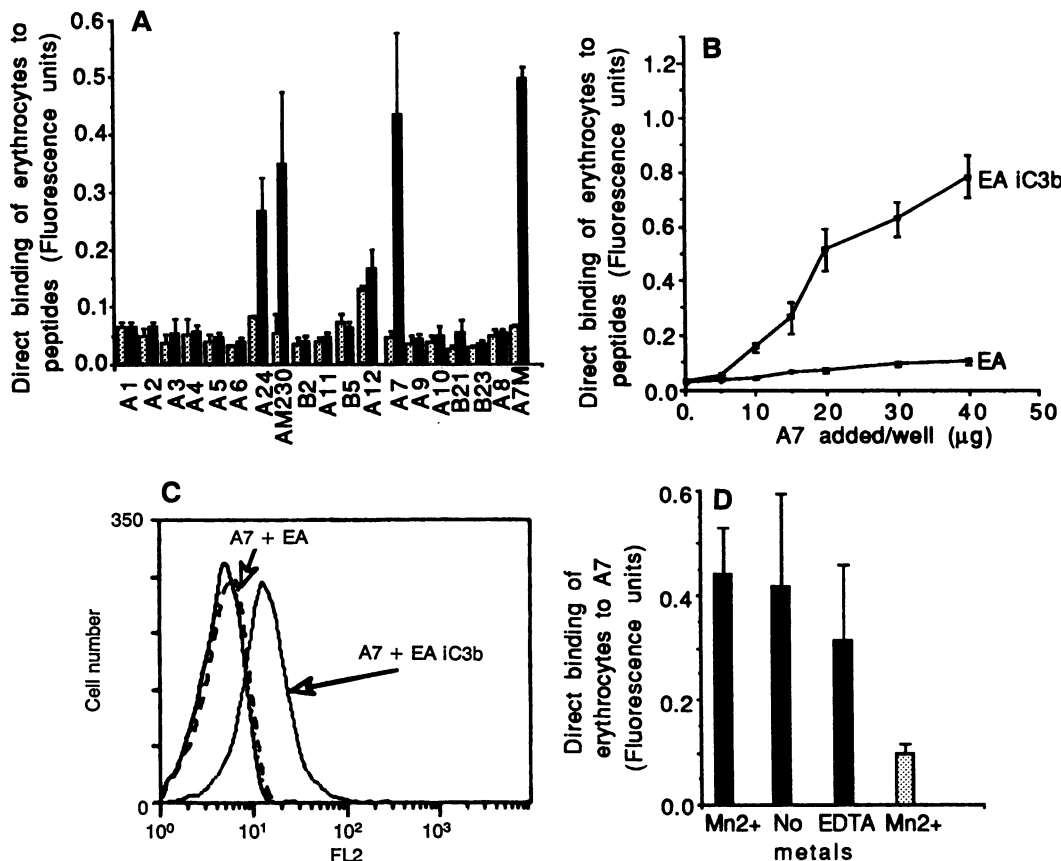 A
Direct binding of erythrocytes to
peptides (Fluorescence units)
0.6
0.5
0.4
0.3
0.2
0.1
0.0
A1
A2
A3
A4
A5
A6
A24
AM230
B2
A11
B5
A12
A7
A9
A10
B21
B23
A8
A7M
B
Direct binding of erythrocytes to
peptides (Fluorescence units)
1.2
1.0
0.8
0.6
0.4
0.2
0.0
EA iC3b
EA
0. 10 20 30 40 50
A7 added/well (µg)
C
350
Cell number
0
A7 + EA
A7 + EA iC3b
10⁰ 10¹ 10² 10³
FL2
D
Direct binding of
erythrocytes to A7
(Fluorescence units)
0.6
0.4
0.2
0.0
Mn2+ No EDTA Mn2+
metals